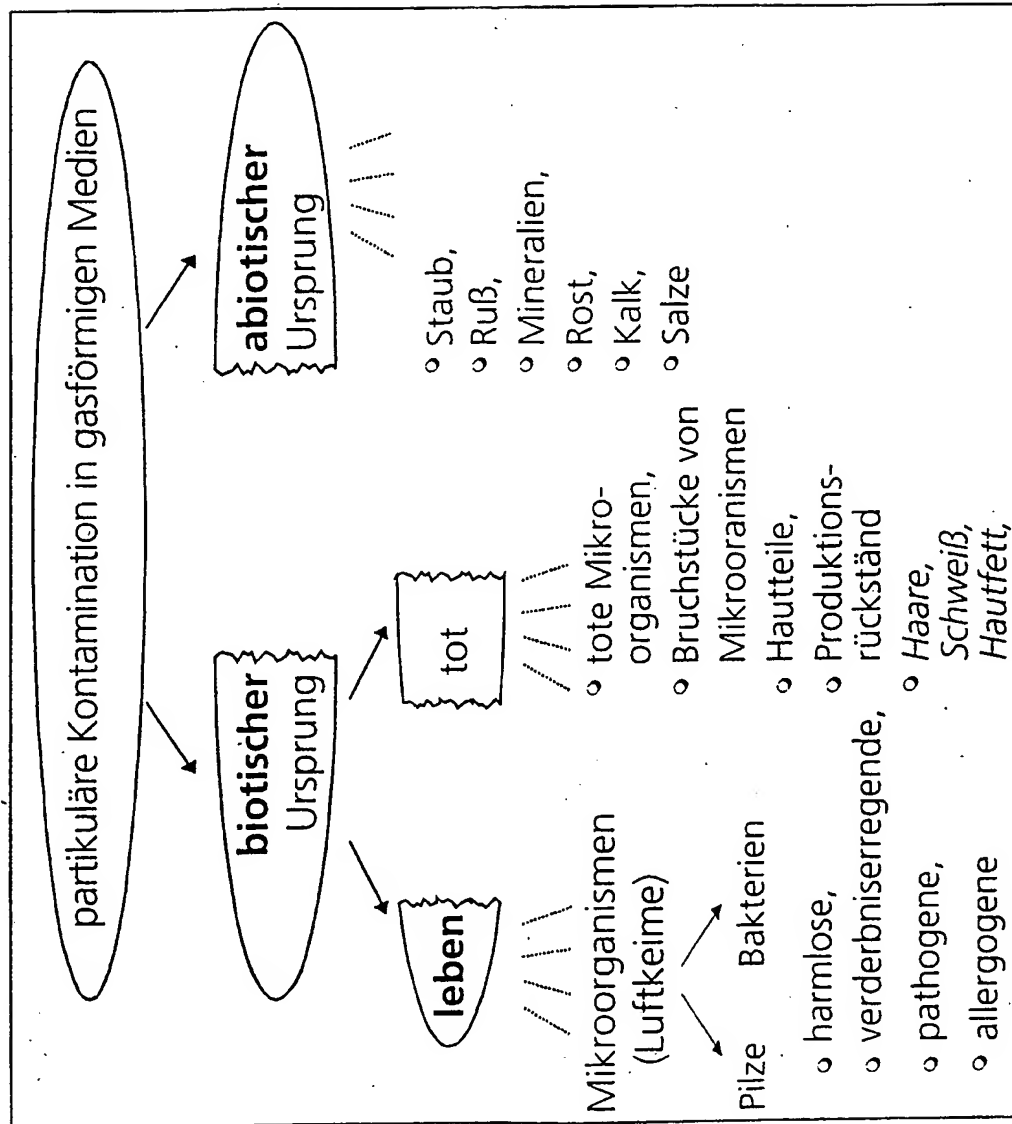 partikuläre Kontamination in gasförmigen Medien
biotischer
Ursprung
abiotischer
Ursprung
leben
tot
Mikroorganismen
(Luftkeime)
Pilze
Bakterien
harmlose,
verderbniserregende,
pathogene,
allergogene
tote Mikro-
organismen,
Bruchstücke von
Mikrooranismen
Hautteile,
Produktions-
rückständ
Haare,
Schweiß,
Hautfett,
Staub,
Ruß,
Mineralien,
Rost,
Kalk,
Salze